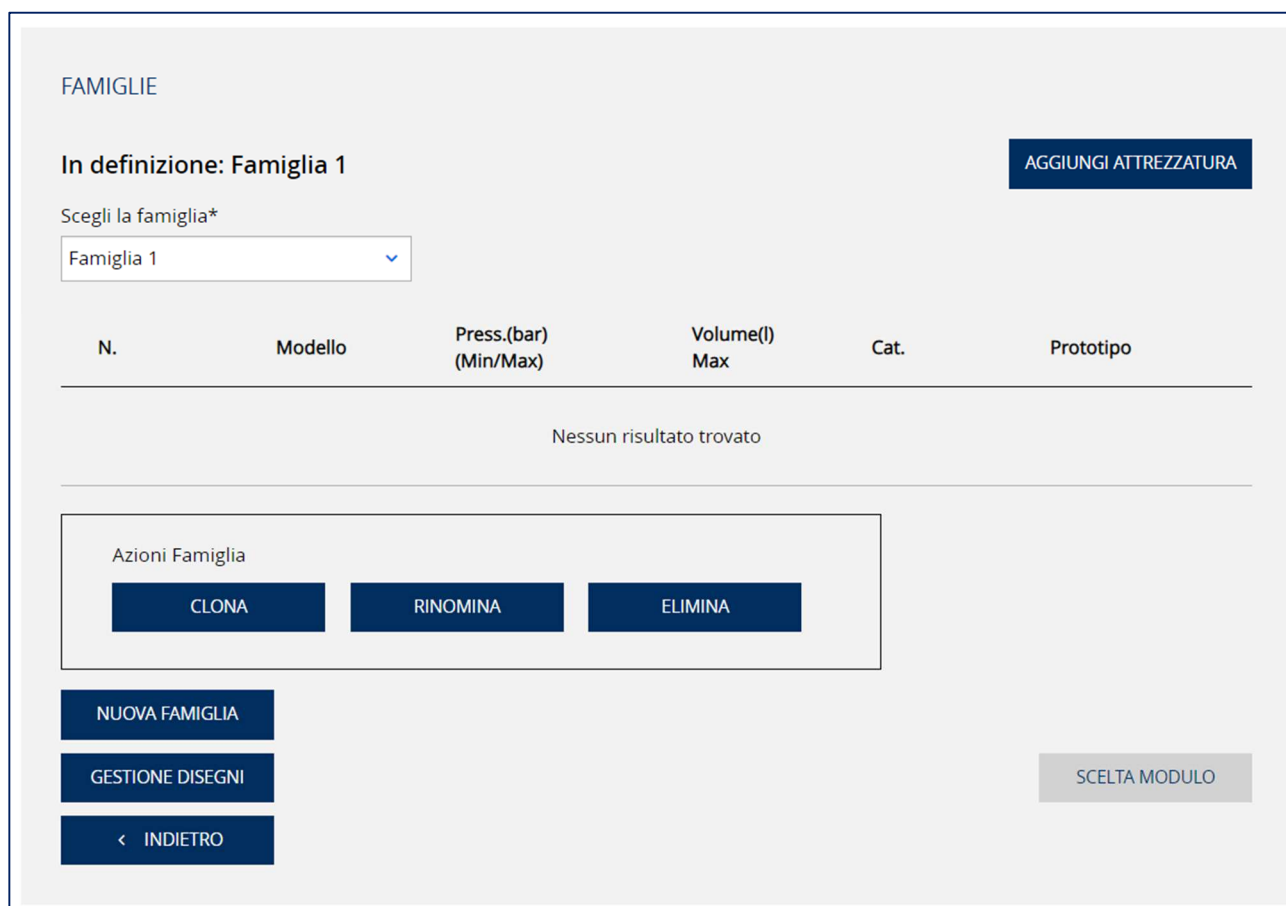 FAMIGLIE
In definizione: Famiglia 1
AGGIUNGI ATTREZZATURA
Scegli la famiglia*
Famiglia 1
N. Modello Press.(bar) (Min/Max) Volume(l) Max Cat. Prototipo
Nessun risultato trovato
Azioni Famiglia
CLONA RINOMINA ELIMINA
NUOVA FAMIGLIA
GESTIONE DISEGNI SCELTA MODULO
< INDIETRO